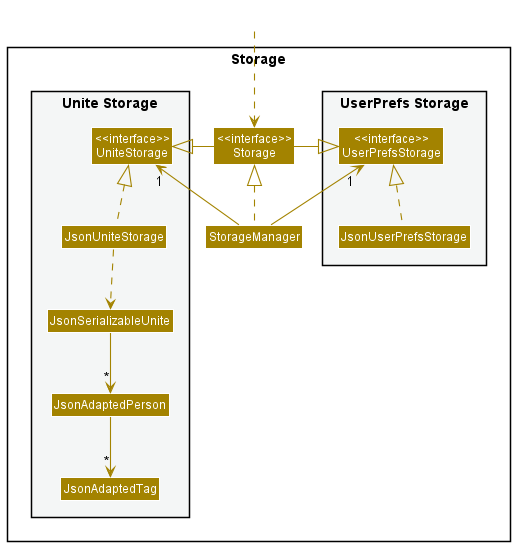 Storage
Unite Storage
UserPrefs Storage
<<interface>>
UniteStorage
<<interface>>
Storage
<<interface>>
UserPrefsStorage
1
1
JsonUniteStorage
StorageManager
JsonUserPrefsStorage
JsonSerializableUnite
*
JsonAdaptedPerson
*
JsonAdaptedTag